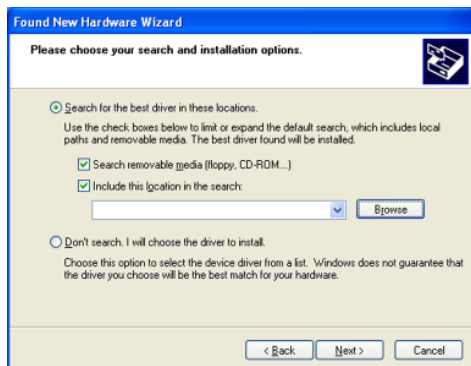 Found New Hardware Wizard
Please choose your search and installation options.
Search for the best driver in these locations.
Use the check boxes below to limit or expand the default search, which includes local
paths and removable media. The best driver found will be installed.
Search removable media (floppy, CD-ROM...)
Include this location in the search:
Browse
Don't search. I will choose the driver to install.
Choose this option to select the device driver from a list. Windows does not guarantee that
the driver you choose will be the best match for your hardware.
< Back Next > Cancel